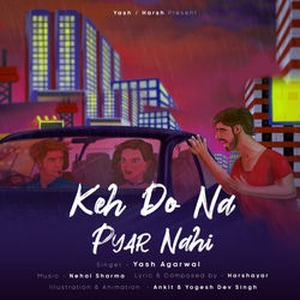 Yash / Harsh Present
Keh Do Na
Pyar Nahi
Singer - Yash Agarwal
Music - Nehal Sharma Lyric & Composed by - Harshayar
Illustration & Animation - Ankit & Yogesh Dev Singh